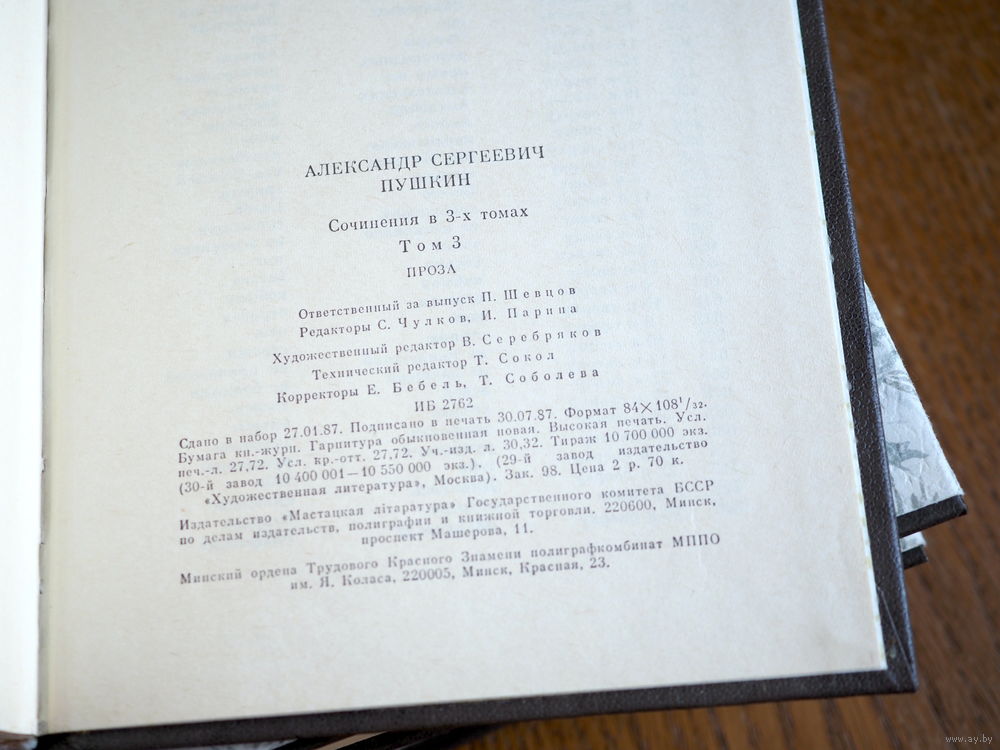 АЛЕКСАНДР СЕРГЕЕВИЧ
ПУШКИН
Сочинения в 3-х томах
Том 3
ПРОЗА
Ответственный за выпуск П. Шевцов
Редакторы С. Чулков, И. Парина
Художественный редактор В. Серебряков
Технический редактор Т. Сокол
Корректоры Е. Бебель, Т. Соболева
ИБ 2762
Сдано в набор 27.01.87. Подписано в печать 30.07.87. Формат 84×108¹/₃₂.
Бумага кн.-журн. Гарнитура обыкновенная новая. Высокая печать. Усл.
печ.-л. 27,72. Усл. кр.-отт. 27,72. Уч.-изд. л. 30,32. Тираж 10 700 000 экз.
(30-й завод 10 400 001—10 550 000 экз.). (29-й завод издательство
«Художественная литература», Москва). Зак. 98. Цена 2 р. 70 к.
Издательство «Мастацкая літаратура» Государственного комитета БССР
по делам издательств, полиграфии и книжной торговли. 220600, Минск,
проспект Машерова, 11.
Минский ордена Трудового Красного Знамени полиграфкомбинат МППО
им. Я. Коласа, 220005, Минск, Красная, 23.
www.ay.by